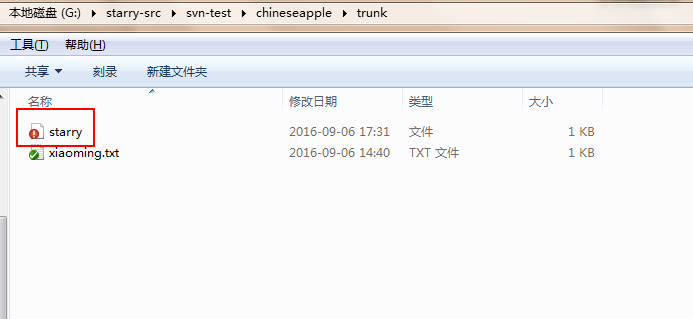 本地磁盘 (G:) starry-src svn-test chineseapple trunk
工具(T) 帮助(H)
共享 刻录 新建文件夹
名称 修改日期 类型 大小
starry 2016-09-06 17:31 文件 1 KB
xiaoming.txt 2016-09-06 14:40 TXT 文件 1 KB